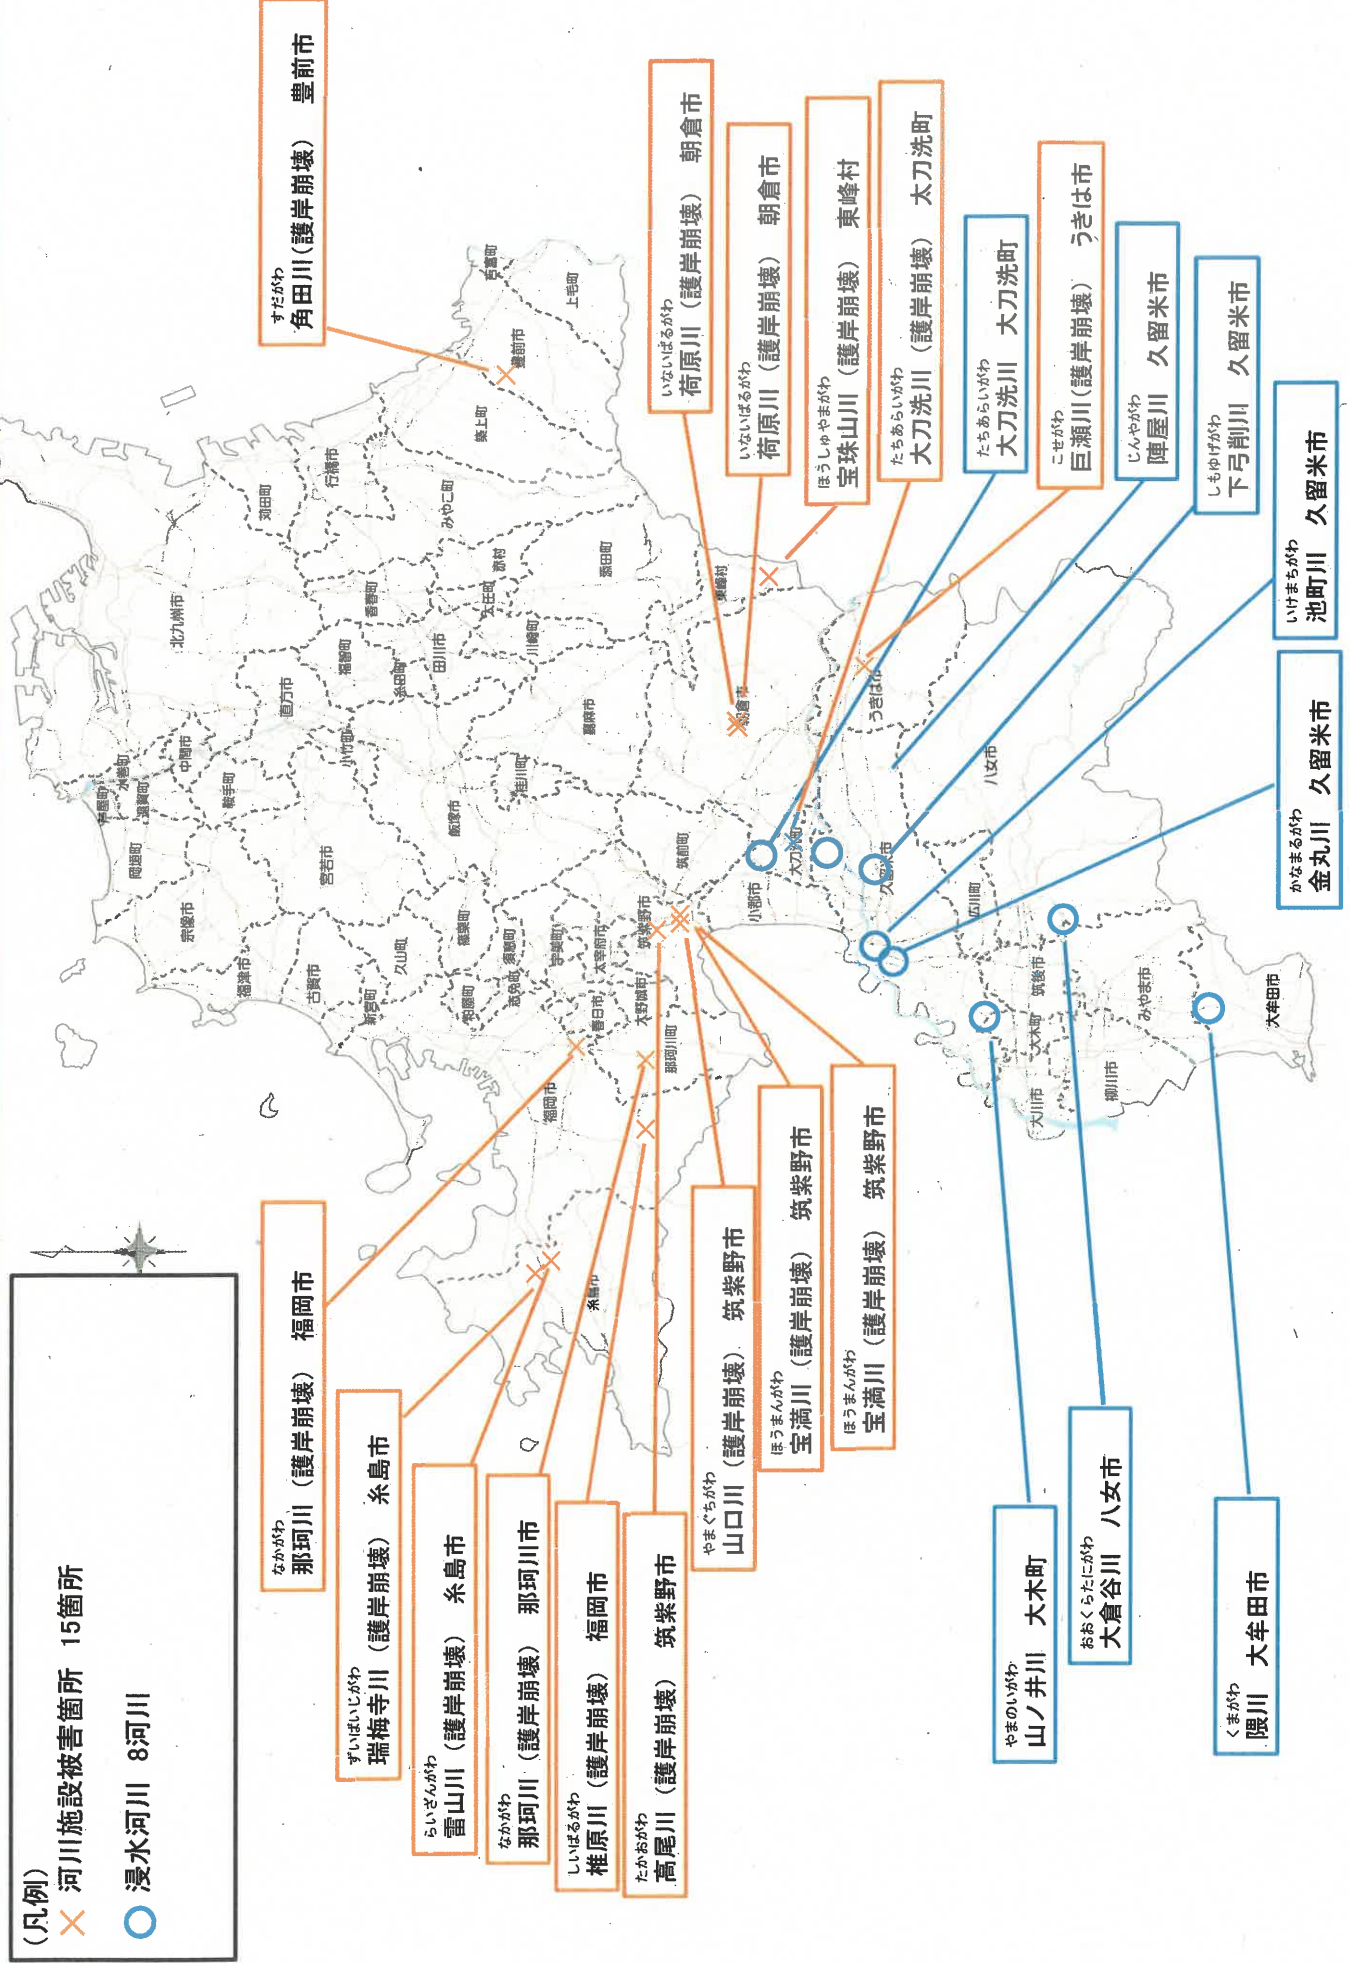 (凡例)
河川施設被害箇所 15箇所
浸水河川 8河川
なかがわ
那珂川(護岸崩壊) 福岡市
ずいばいじがわ
瑞梅寺川(護岸崩壊) 糸島市
らいざんがわ
雷山川(護岸崩壊) 糸島市
なかがわ
那珂川(護岸崩壊) 那珂川市
しいばるがわ
椎原川(護岸崩壊) 福岡市
たかおがわ
高尾川(護岸崩壊) 筑紫野市
やまぐちがわ
山口川(護岸崩壊) 筑紫野市
ほうまんがわ
宝満川(護岸崩壊) 筑紫野市
ほうまんがわ
宝満川(護岸崩壊) 筑紫野市
やまのいがわ
山ノ井川 大木町
おおくらたにがわ
大倉谷川 八女市
くまがわ
隈川 大牟田市
すだがわ
角田川(護岸崩壊) 豊前市
いないばるがわ
荷原川(護岸崩壊) 朝倉市
いないばるがわ
荷原川(護岸崩壊) 朝倉市
ほうしゅやまがわ
宝珠山川(護岸崩壊) 東峰村
たちあらいがわ
大刀洗川(護岸崩壊) 太刀洗町
たちあらいがわ
大刀洗川 大刀洗町
こせがわ
巨瀬川(護岸崩壊) うきは市
じんやがわ
陣屋川 久留米市
しもゆげがわ
下弓削川 久留米市
いけまちがわ
池町川 久留米市
かなまるがわ
金丸川 久留米市
芦屋町
水巻町
遠賀町
岡垣町
中間市
北九州市
鞍手町
宗像市
福津市
古賀市
宮若市
直方市
小竹町
福智町
香春町
苅田町
行橋市
みやこ町
築上町
豊前市
吉富町
上毛町
新宮町
久山町
篠栗町
粕屋町
須恵町
志免町
宇美町
飯塚市
桂川町
嘉麻市
糸田町
田川市
大任町
赤村
川崎町
添田町
福岡市
春日市
大野城市
太宰府市
筑紫野市
那珂川町
筑前町
糸島市
朝倉市
東峰村
小郡市
大刀洗町
うきは市
久留米市
八女市
広川町
筑後市
大木町
大川市
柳川市
みやま市
大牟田市